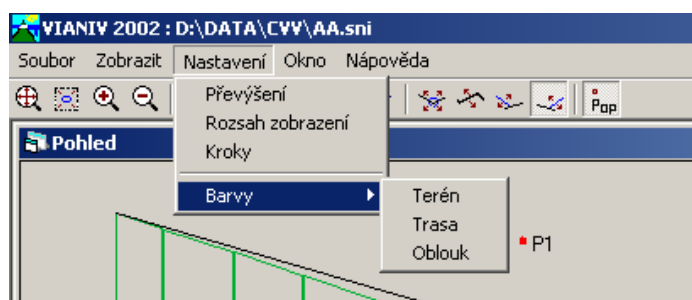 VIANIV 2002 : D:\DATA\CVV\AA.sni
Soubor Zobrazit Nastavení Okno Nápověda
Převýšení
Rozsah zobrazení
Kroky
Pop
Pohled
Barvy
Terén
Trasa
Oblouk
P1